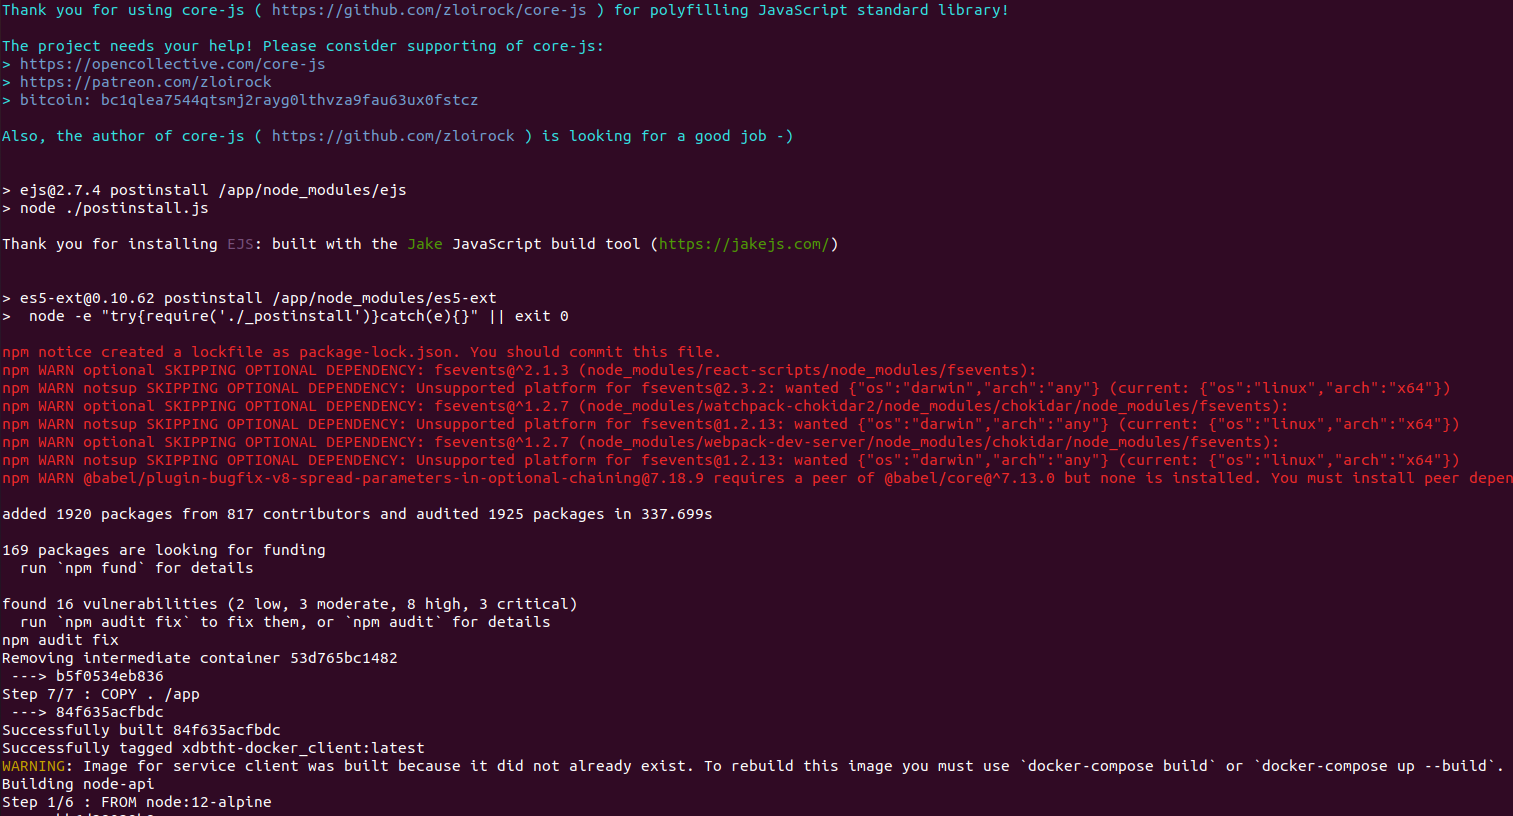 Thank you for using core-js ( https://github.com/zloirock/core-js ) for polyfilling JavaScript standard library!
The project needs your help! Please consider supporting of core-js:
> https://opencollective.com/core-js
> https://patreon.com/zloirock
> bitcoin: bc1qlea7544qtsmj2rayg0lthvza9fau63ux0fstcz
Also, the author of core-js ( https://github.com/zloirock ) is looking for a good job -)
> ejs@2.7.4 postinstall /app/node_modules/ejs
> node ./postinstall.js
Thank you for installing EJS: built with the Jake JavaScript build tool (https://jakejs.com/)
> es5-ext@0.10.62 postinstall /app/node_modules/es5-ext
>  node -e "try{require('./_postinstall')}catch(e){}" || exit 0
npm notice created a lockfile as package-lock.json. You should commit this file.
npm WARN optional SKIPPING OPTIONAL DEPENDENCY: fsevents@^2.1.3 (node_modules/react-scripts/node_modules/fsevents):
npm WARN notsup SKIPPING OPTIONAL DEPENDENCY: Unsupported platform for fsevents@2.3.2: wanted {"os":"darwin","arch":"any"} (current: {"os":"linux","arch":"x64"})
npm WARN optional SKIPPING OPTIONAL DEPENDENCY: fsevents@^1.2.7 (node_modules/watchpack-chokidar2/node_modules/chokidar/node_modules/fsevents):
npm WARN notsup SKIPPING OPTIONAL DEPENDENCY: Unsupported platform for fsevents@1.2.13: wanted {"os":"darwin","arch":"any"} (current: {"os":"linux","arch":"x64"})
npm WARN optional SKIPPING OPTIONAL DEPENDENCY: fsevents@^1.2.7 (node_modules/webpack-dev-server/node_modules/chokidar/node_modules/fsevents):
npm WARN notsup SKIPPING OPTIONAL DEPENDENCY: Unsupported platform for fsevents@1.2.13: wanted {"os":"darwin","arch":"any"} (current: {"os":"linux","arch":"x64"})
npm WARN @babel/plugin-bugfix-v8-spread-parameters-in-optional-chaining@7.18.9 requires a peer of @babel/core@^7.13.0 but none is installed. You must install peer depen
added 1920 packages from 817 contributors and audited 1925 packages in 337.699s
169 packages are looking for funding
  run `npm fund` for details
found 16 vulnerabilities (2 low, 3 moderate, 8 high, 3 critical)
  run `npm audit fix` to fix them, or `npm audit` for details
npm audit fix
Removing intermediate container 53d765bc1482
 ---> b5f0534eb836
Step 7/7 : COPY . /app
 ---> 84f635acfbdc
Successfully built 84f635acfbdc
Successfully tagged xdbtht-docker_client:latest
WARNING: Image for service client was built because it did not already exist. To rebuild this image you must use `docker-compose build` or `docker-compose up --build`.
Building node-api
Step 1/6 : FROM node:12-alpine